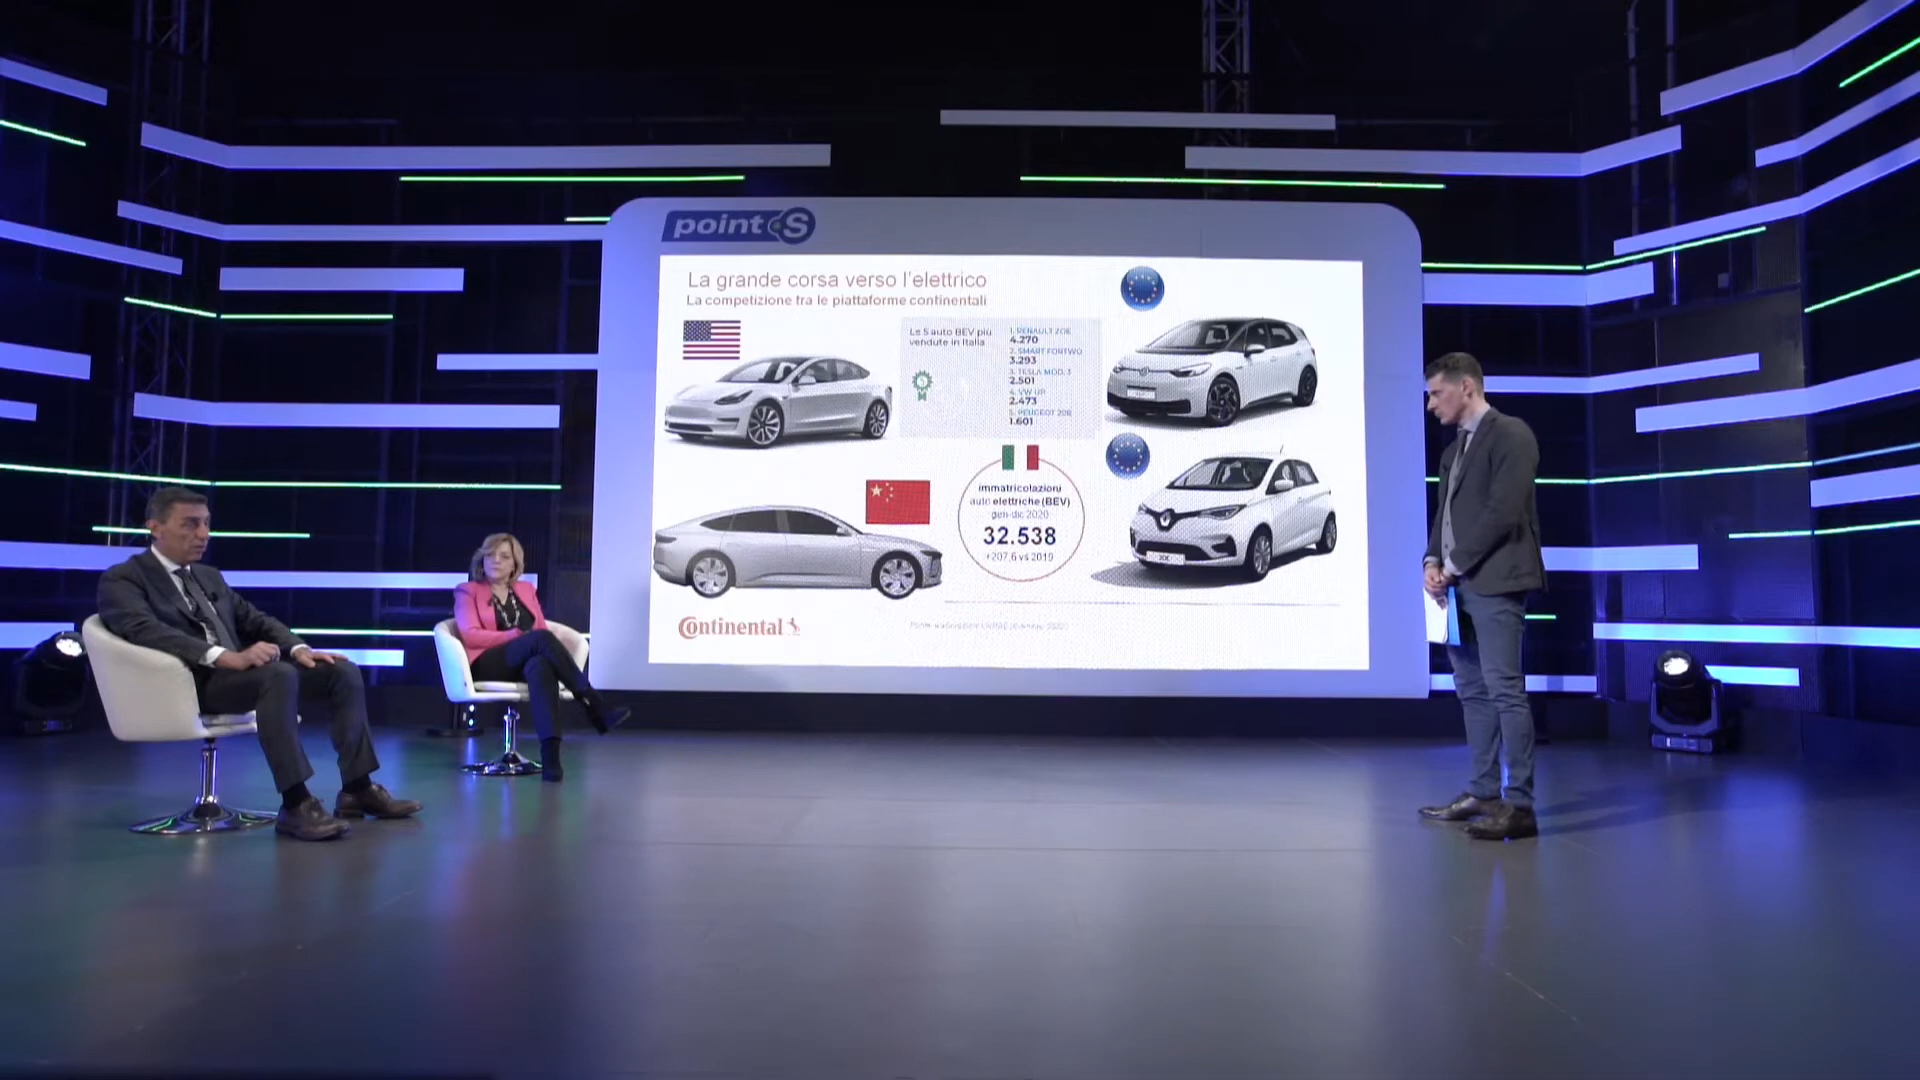 point S
La grande corsa verso l'elettrico
La competizione tra le piattaforme continentali
Le 5 auto BEV più
vendute in Italia
1. RENAULT ZOE
4.270
2. SMART FORTWO
3.293
3. TESLA MOD. 3
2.501
4. VW UP
2.473
5. PEUGEOT 208
1.601
immatricolazioni
auto elettriche (BEV)
gen-dic 2020
32.538
+207,6 vs 2019
ZOE
Continental